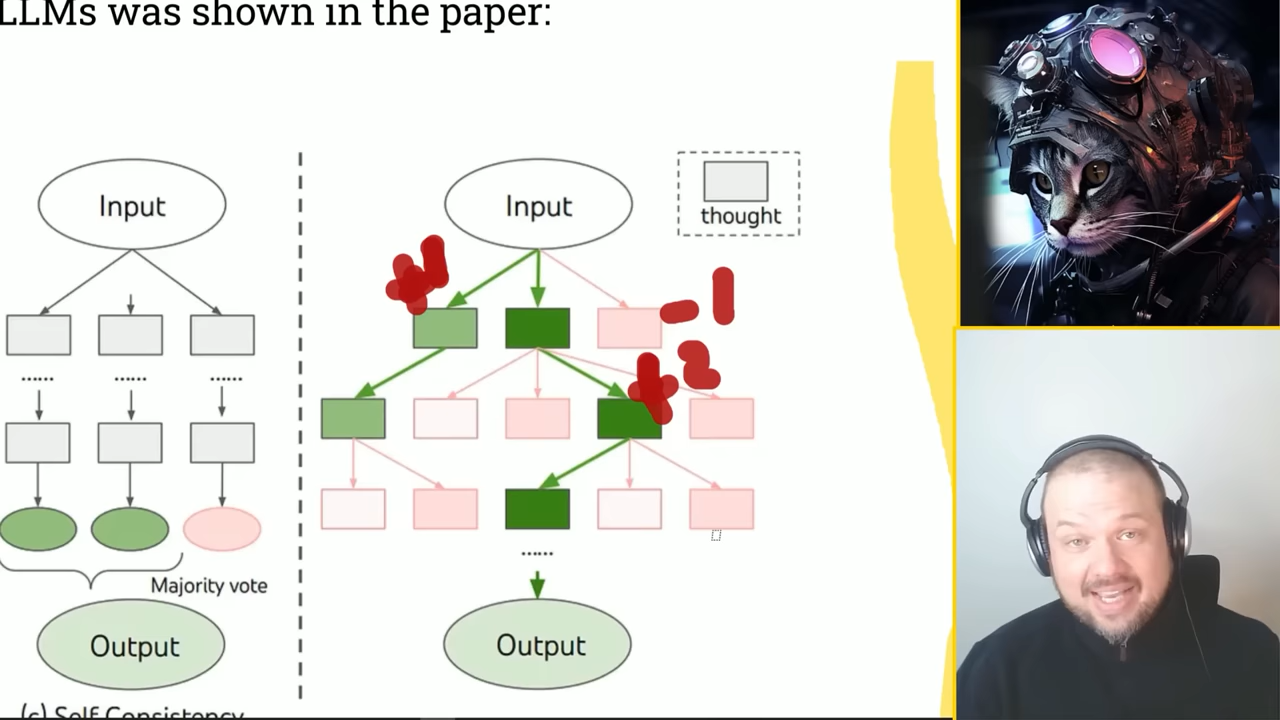 LLMs was shown in the paper:
Input
......
......
......
Majority vote
Output
(c) Self Consistency
Input
thought
......
Output